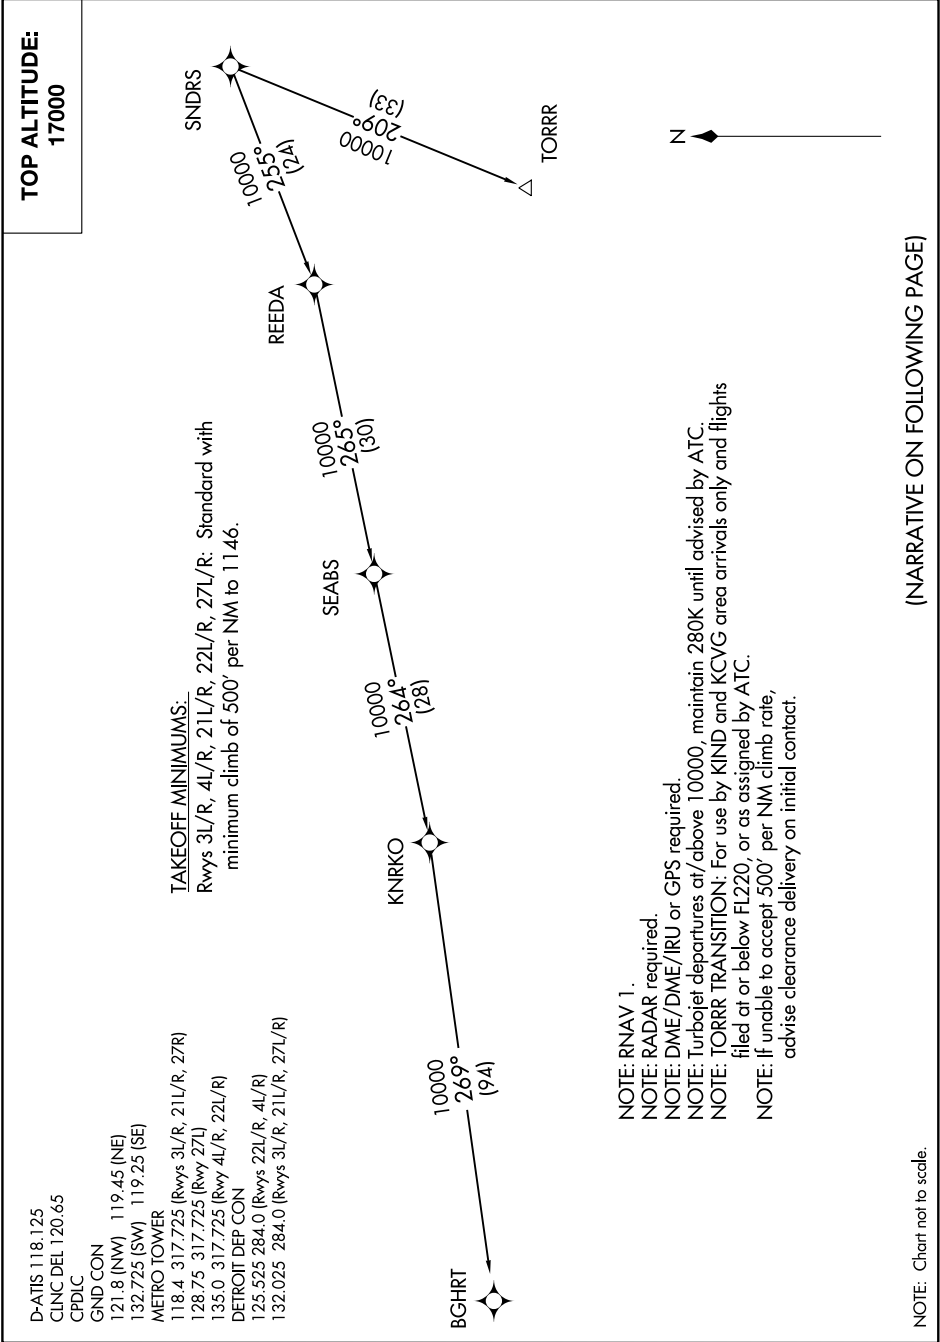 TOP ALTITUDE:
17000
D-ATIS 118.125
CLNC DEL 120.65
CPDLC
GND CON
121.8 (NW) 119.45 (NE)
132.725 (SW) 119.25 (SE)
METRO TOWER
118.4 317.725 (Rwys 3L/R, 21L/R, 27R)
128.75 317.725 (Rwy 27L)
135.0 317.725 (Rwy 4L/R, 22L/R)
DETROIT DEP CON
125.525 284.0 (Rwys 22L/R, 4L/R)
132.025 284.0 (Rwys 3L/R, 21L/R, 27L/R)
TAKEOFF MINIMUMS:
Rwys 3L/R, 4L/R, 21L/R, 22L/R, 27L/R: Standard with
minimum climb of 500' per NM to 1146.
SNDRS
10000
255°
(24)
10000
209°
(33)
TORRR
REEDA
10000
265°
(30)
SEABS
10000
264°
(28)
KNRKO
10000
269°
(94)
BGHRT
N
NOTE: RNAV 1.
NOTE: RADAR required.
NOTE: DME/DME/IRU or GPS required.
NOTE: Turbojet departures at/above 10000, maintain 280K until advised by ATC.
NOTE: TORRR TRANSITION: For use by KIND and KCVG area arrivals only and flights
filed at or below FL220, or as assigned by ATC.
NOTE: If unable to accept 500' per NM climb rate,
advise clearance delivery on initial contact.
(NARRATIVE ON FOLLOWING PAGE)
NOTE: Chart not to scale.